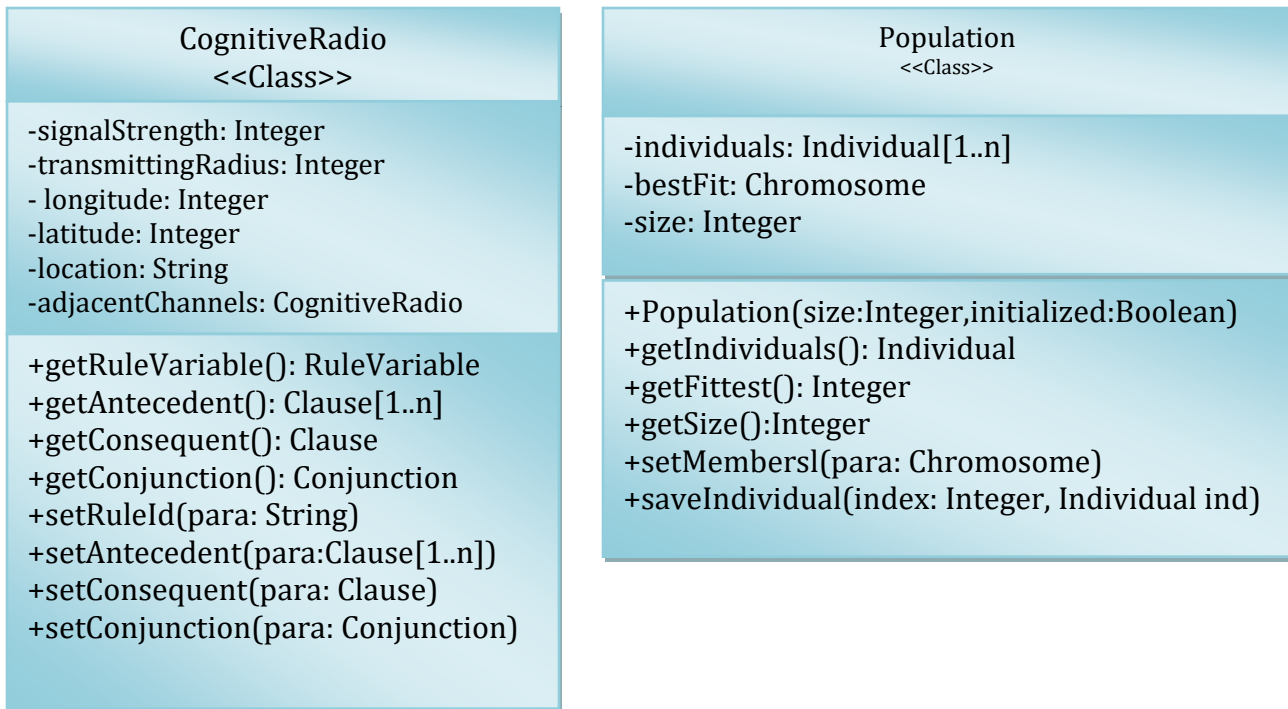 CognitiveRadio
<<Class>>
-signalStrength: Integer
-transmittingRadius: Integer
- longitude: Integer
-latitude: Integer
-location: String
-adjacentChannels: CognitiveRadio
+getRuleVariable(): RuleVariable
+getAntecedent(): Clause[1..n]
+getConsequent(): Clause
+getConjunction(): Conjunction
+setRuleId(para: String)
+setAntecedent(para:Clause[1..n])
+setConsequent(para: Clause)
+setConjunction(para: Conjunction)
Population
<<Class>>
-individuals: Individual[1..n]
-bestFit: Chromosome
-size: Integer
+Population(size:Integer,initialized:Boolean)
+getIndividuals(): Individual
+getFittest(): Integer
+getSize():Integer
+setMembersl(para: Chromosome)
+saveIndividual(index: Integer, Individual ind)